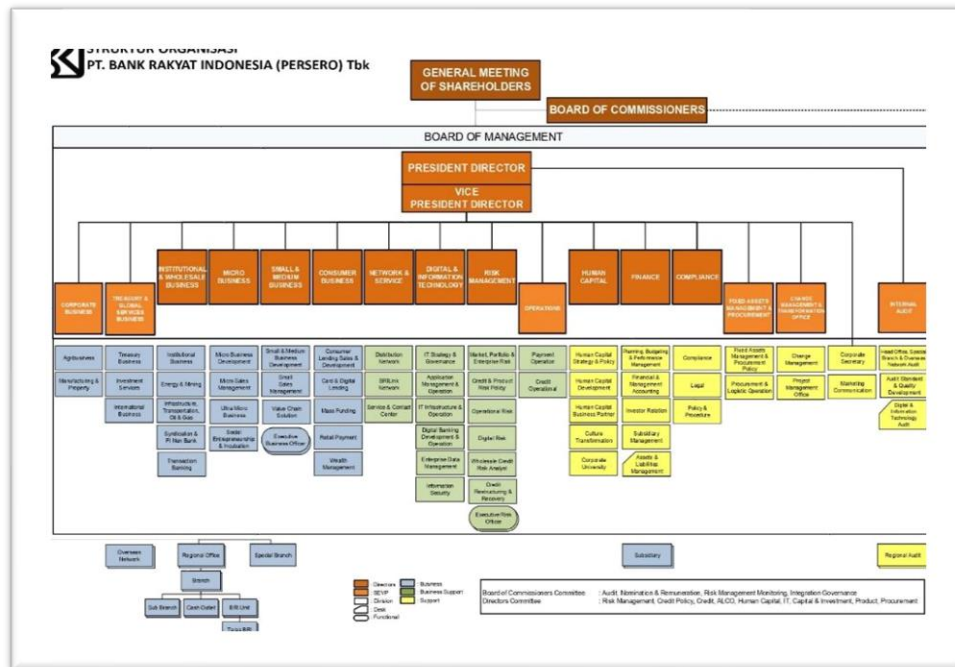 STRUKTUR ORGANISASI
PT. BANK RAKYAT INDONESIA (PERSERO) Tbk
GENERAL MEETING
OF SHAREHOLDERS
BOARD OF COMMISSIONERS
BOARD OF MANAGEMENT
PRESIDENT DIRECTOR
VICE
PRESIDENT DIRECTOR
CORPORATE
BUSINESS
TREASURE &
GLOBAL
SERVICES
BUSINESS
INSTITUTIONAL
& WHOLESALE
BUSINESS
MICRO
BUSINESS
SMALL &
MEDIUM
BUSINESS
CONSUMER
BUSINESS
NETWORK &
SERVICE
DIGITAL &
INFORMATION
TECHNOLOGY
RISK
MANAGEMENT
OPERATIONS
HUMAN
CAPITAL
FINANCE
COMPLIANCE
FIXED ASSETS
MANAGEMENT &
PROCUREMENT
CHANGE
MANAGEMENT &
TRANSFORMATION
OFFICE
INTERNAL
AUDIT
Agribusiness
Manufacturing &
Property
Treasury
Business
Investment
Services
International
Business
Institutional
Business
Energy & Mining
Infrastructure,
Transportation,
Oil & Gas
Syndication &
FI Non Bank
Transaction
Banking
Micro Business
Development
Micro Sales
Management
Ultra Micro
Business
Social
Entrepreneurship
& Incubation
Small & Medium
Business
Development
Small
Sales
Management
Value Chain
Solution
Executive
Business Officer
Consumer
Lending Sales &
Development
Card & Digital
Lending
Mass Funding
Retail Payment
Wealth
Management
Distribution
Network
BRILink
Network
Service & Contact
Center
IT Strategy &
Governance
Application
Management &
Operation
IT Infrastructure &
Operation
Digital Banking
Development &
Operation
Enterprise Data
Management
Information
Security
Market, Portfolio &
Enterprise Risk
Credit & Product
Risk Policy
Operational Risk
Digital Risk
Wholesale Credit
Risk Analyst
Credit
Restructuring &
Recovery
Executive Risk
Officer
Payment
Operation
Credit
Operational
Human Capital
Strategy & Policy
Human Capital
Development
Human Capital
Business Partner
Culture
Transformation
Corporate
University
Planning, Budgeting
& Performance
Management
Financial &
Management
Accounting
Investor Relation
Subsidiary
Management
Assets &
Liabilities
Management
Compliance
Legal
Policy &
Procedure
Fixed Assets
Management &
Procurement
Policy
Procurement &
Logistic Operation
Change
Management
Project
Management
Office
Corporate
Secretary
Marketing
Communication
Head Office, Special
Branch & Overseas
Network Audit
Audit Standard
& Quality
Development
Digital &
Information
Technology
Audit
Overseas
Network
Regional Office
Special Branch
Subsidiary
Regional Audit
Branch
Sub Branch
Cash Outlet
BRI Unit
Teras BRI
: Directors
: SEVP
: Division
: Desk
: Functional
: Business
: Business Support
: Support
Board of Commissioners Committee : Audit, Nomination & Remuneration, Risk Management Monitoring, Integration Governance
Directors Committee : Risk Management, Credit Policy, Credit, ALCO, Human Capital, IT, Capital & Investment, Product, Procurement